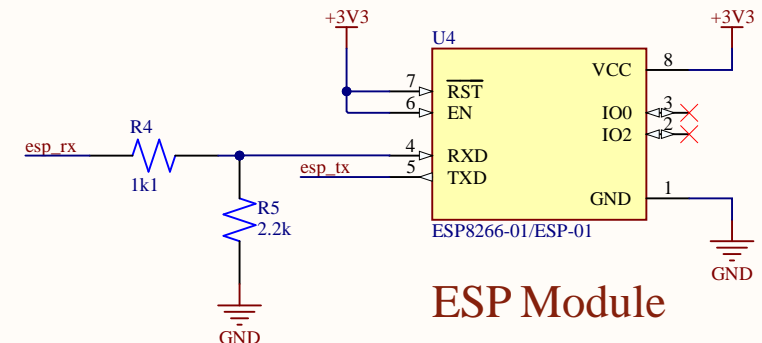 +3V3
+3V3
U4
VCC 8
7 RST
6 EN
3 IO0
2 IO2
R4
esp_rx
1k1
4 RXD
esp_tx 5 TXD
GND 1
R5
2.2k
ESP8266-01/ESP-01
GND
ESP Module
GND